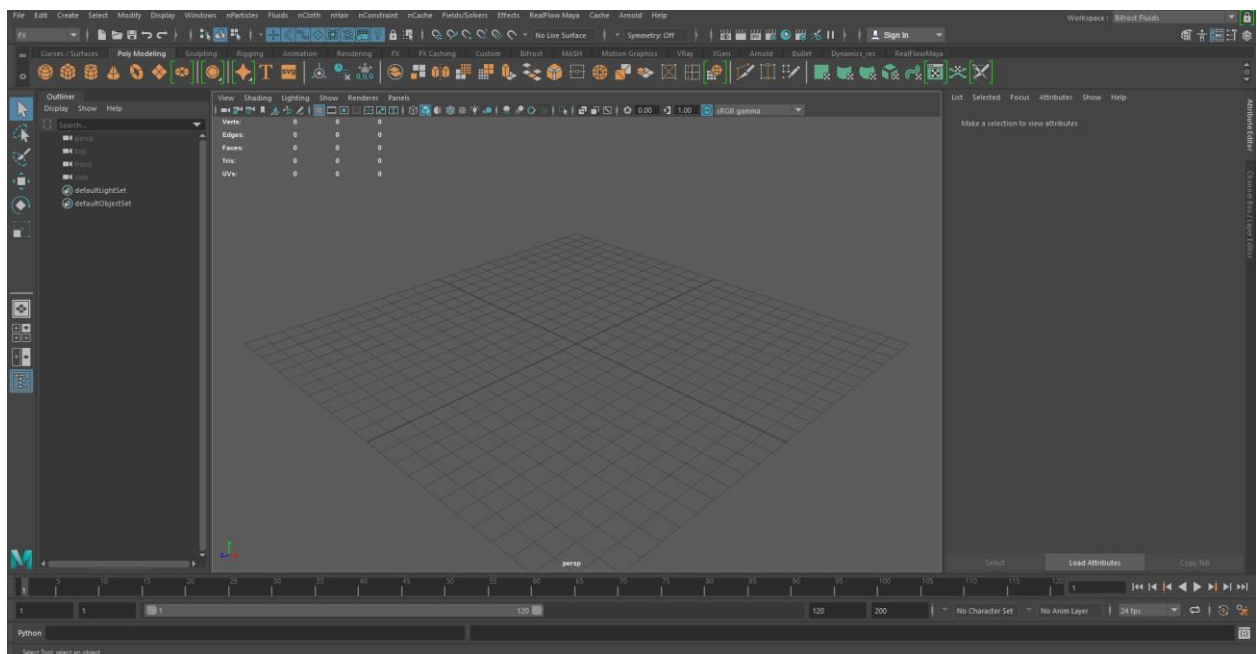 File Edit Create Select Modify Display Windows nParticles Fluids nCloth nHair nConstraint nCache Fields/Solvers Effects RealFlow Maya Cache Arnold Help
Workspace : Bifrost Fluids
FX No Live Surface Symmetry: Off Sign In
Curves / Surfaces Poly Modeling Sculpting Rigging Animation Rendering FX FX Caching Custom Bifrost MASH Motion Graphics VRay XGen Arnold Bullet Dynamics_res RealFlowMaya
Outliner
Display Show Help
Search...
persp
top
front
side
defaultLightSet
defaultObjectSet
View Shading Lighting Show Renderer Panels
0.00 1.00 sRGB gamma
Verts: 0 0 0
Edges: 0 0 0
Faces: 0 0 0
Tris: 0 0 0
UVs: 0 0 0
persp
List Selected Focus Attributes Show Help
Make a selection to view attributes
Attribute Editor
Channel Box / Layer Editor
Select Load Attributes Copy Tab
5 10 15 20 25 30 35 40 45 50 55 60 65 70 75 80 85 90 95 100 105 110 115 120
1 1
1 1 1 120 120 200 No Character Set No Anim Layer 24 fps
Python
Select Tool: select an object